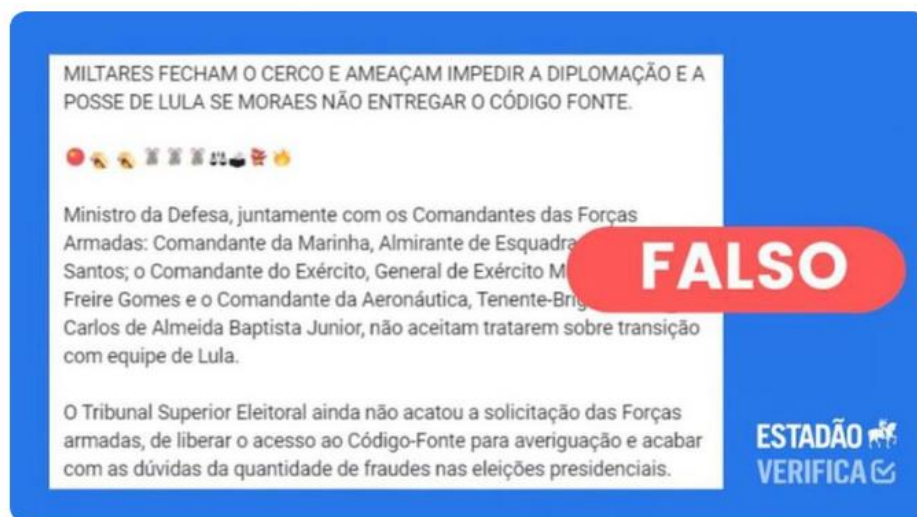 MILTARES FECHAM O CERCO E AMEAÇAM IMPEDIR A DIPLOMAÇÃO E A
POSSE DE LULA SE MORAES NÃO ENTREGAR O CÓDIGO FONTE.
Ministro da Defesa, juntamente com os Comandantes das Forças
Armadas: Comandante da Marinha, Almirante de Esquadra
Santos; o Comandante do Exército, General de Exército
Freire Gomes e o Comandante da Aeronáutica,
Carlos de Almeida Baptista Junior, não aceitam tratarem sobre transição
com equipe de Lula.
FALSO
O Tribunal Superior Eleitoral ainda não acatou a solicitação das Forças
armadas, de liberar o acesso ao Código-Fonte para averiguação e acabar
com as dúvidas da quantidade de fraudes nas eleições presidenciais.
ESTADÃO
VERIFICA